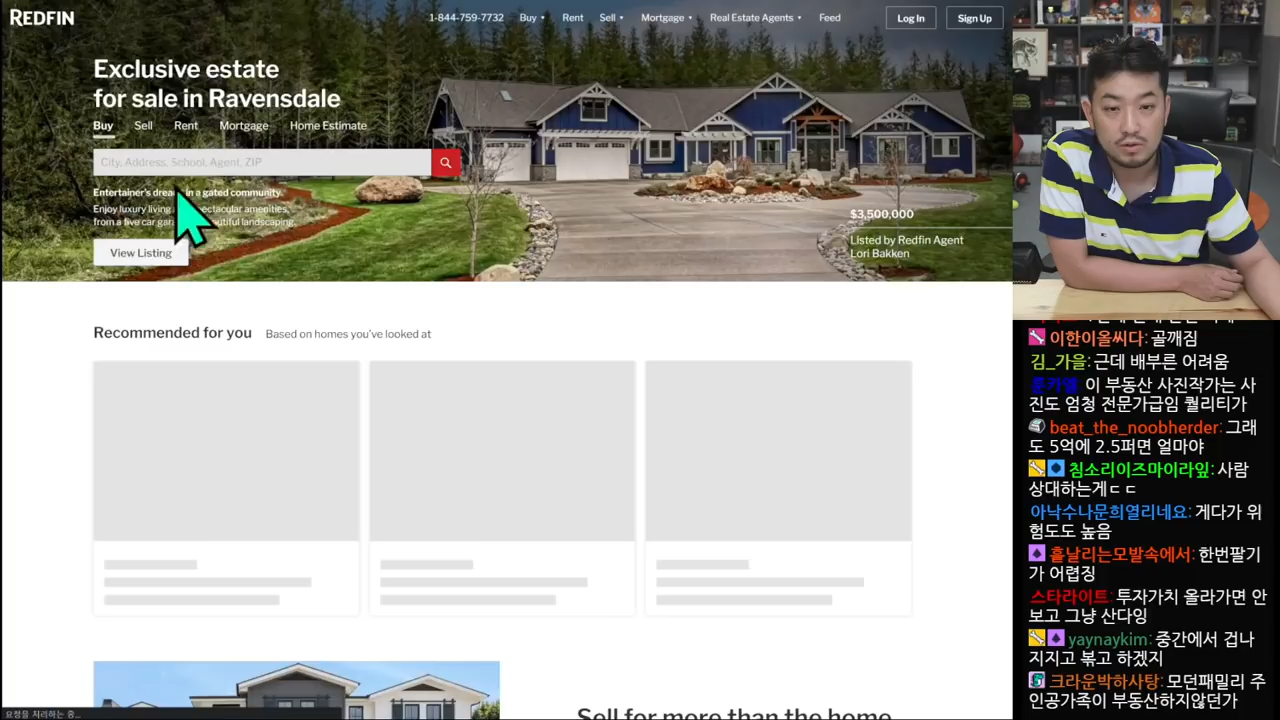 REDFIN
1-844-759-7732 Buy Rent Sell Mortgage Real Estate Agents Feed Log In Sign Up
Exclusive estate
for sale in Ravensdale
Buy Sell Rent Mortgage Home Estimate
City, Address, School, Agent, ZIP
Entertainer's in a gated community.
Enjoy luxury living amenities,
from a five car landscaping.
View Listing
$3,500,000
Listed by Redfin Agent
Lori Bakken
Recommended for you Based on homes you've looked at
Sell for more than the home
요청을 처리하는 중...
이한이올씨다: 골깨짐
김_가을: 근데 배부른 어려움
이 부동산 사진작가는 사
진도 엄청 전문가급임 퀄리티가
beat_the_noobherder: 그래
도 5억에 2.5퍼면 얼마야
침소리이즈마이라잎: 사람
상대하는게ㄷㄷ
아낙수나문희열리네요: 게다가 위
험도도 높음
흩날리는모발속에서: 한번팔기
가 어렵징
스타라이트: 투자가치 올라가면 안
보고 그냥 산다잉
yaynaykim: 중간에서 겁나
지지고 볶고 하겠지
크라운박하사탕: 모던패밀리 주
인공가족이 부동산하지않던가